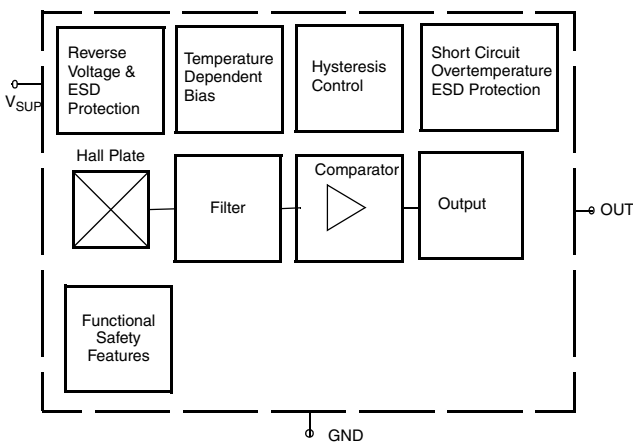 Reverse
Voltage &
ESD
Protection
Temperature
Dependent
Bias
Hysteresis
Control
Short Circuit
Overtemperature
ESD Protection
VSUP
Hall Plate
Filter
Comparator
Output
OUT
Functional
Safety
Features
GND